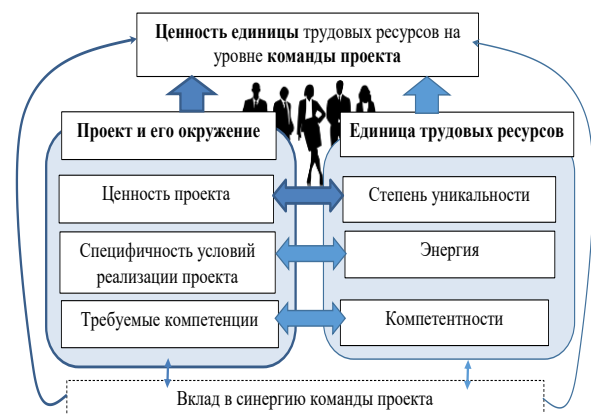 Ценность единицы трудовых ресурсов на
уровне команды проекта
Проект и его окружение
Единица трудовых ресурсов
Ценность проекта
Степень уникальности
Специфичность условий
реализации проекта
Энергия
Требуемые компетенции
Компетентности
Вклад в синергию команды проекта